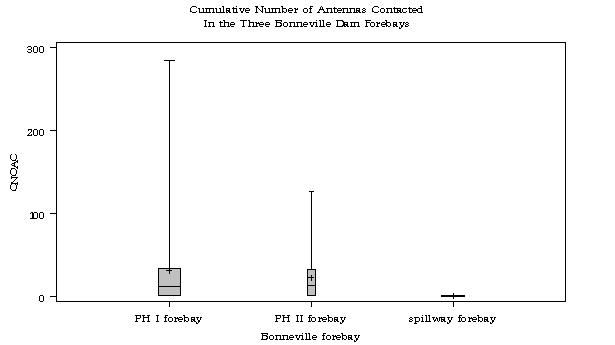 Cumulative Number of Antennas Contacted
In the Three Bonneville Dam Forebays
300
200
100
0
QNOAC
PH I forebay
PH II forebay
spillway forebay
Bonneville forebay